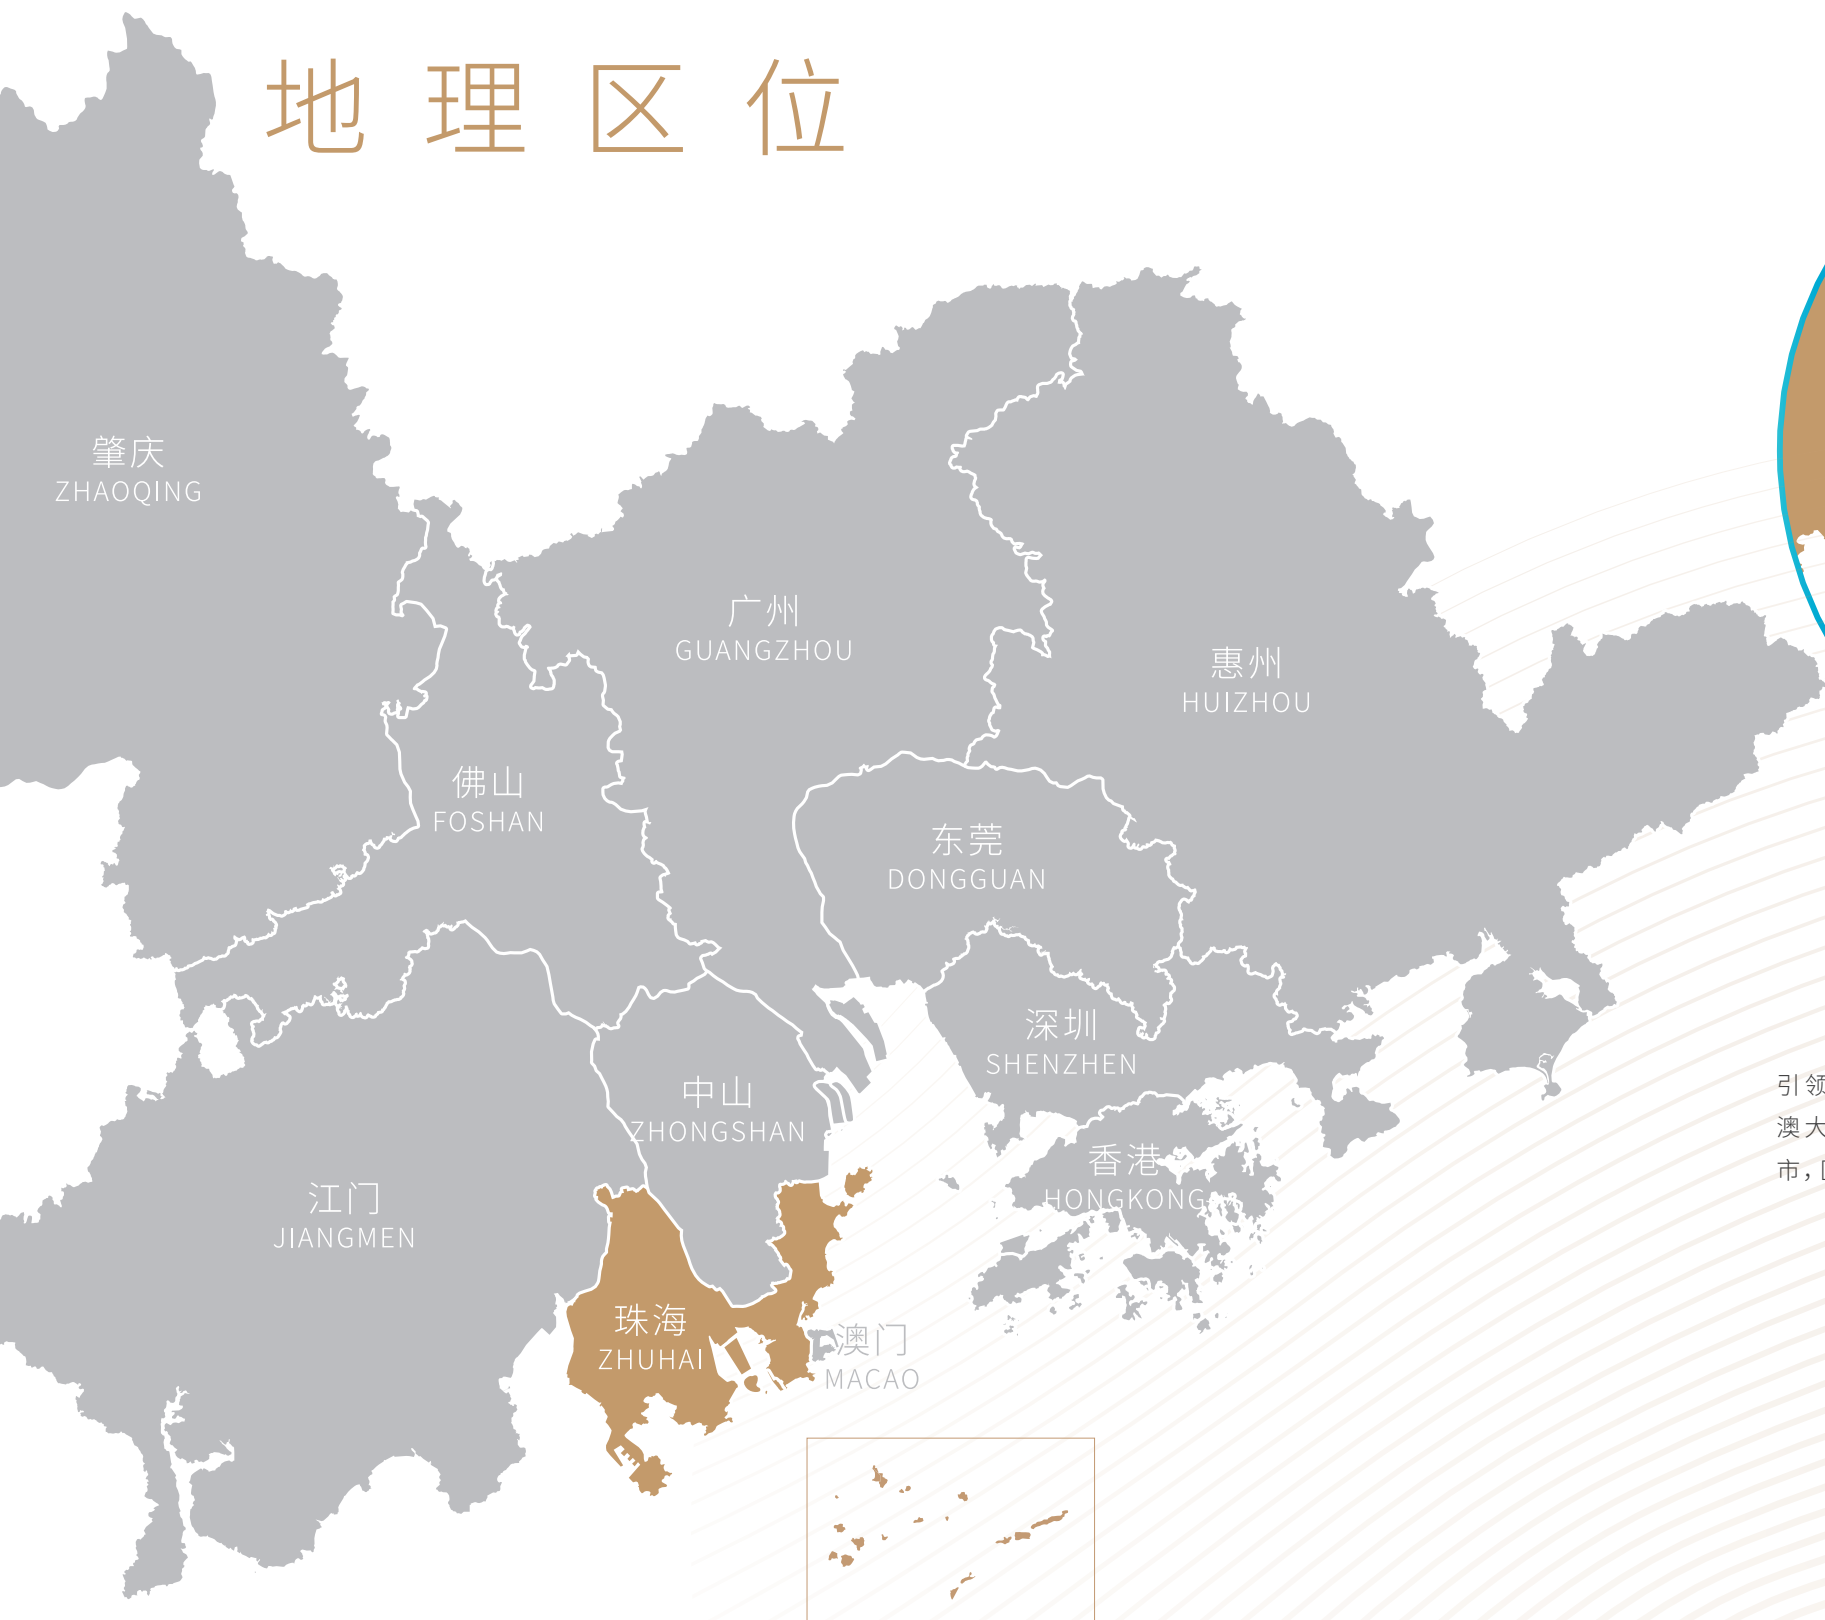 地理区位
肇庆
ZHAOQING
广州
GUANGZHOU
惠州
HUIZHOU
佛山
FOSHAN
东莞
DONGGUAN
深圳
SHENZHEN
中山
ZHONGSHAN
香港
HONGKONG
江门
JIANGMEN
珠海
ZHUHAI
澳门
MACAO
引领
澳大
市，